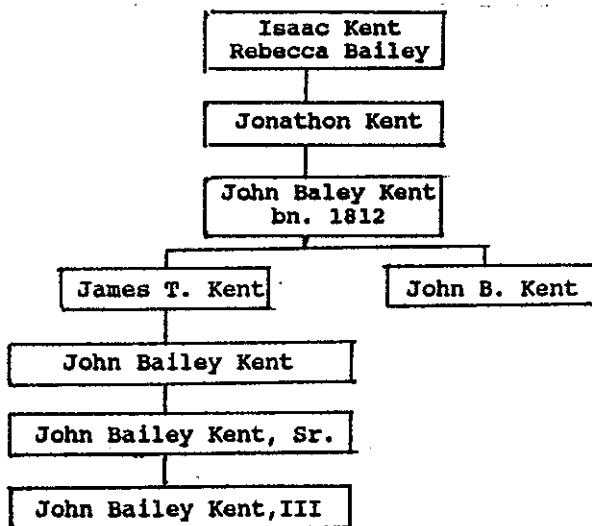 Isaac Kent
Rebecca Bailey
Jonathon Kent
John Baley Kent
bn. 1812
James T. Kent
John B. Kent
John Bailey Kent
John Bailey Kent, Sr.
John Bailey Kent,III